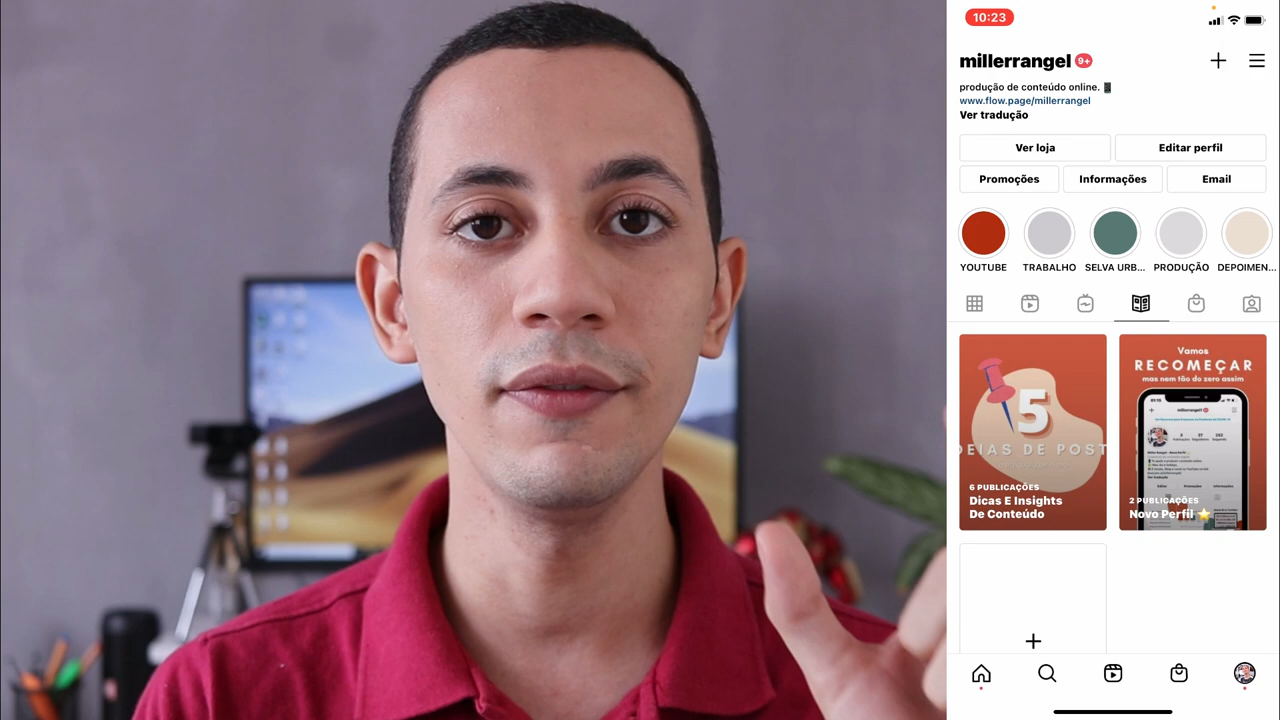 10:23
millerrangel 9+
produção de conteúdo online.
www.flow.page/millerrangel
Ver tradução
Ver loja
Editar perfil
Promoções
Informações
Email
YOUTUBE
TRABALHO
SELVA URB...
PRODUÇÃO
DEPOIMEN...
5
DEIAS DE POST
6 PUBLICAÇÕES
Dicas E Insights
De Conteúdo
Vamos
RECOMEÇAR
mas nem tão do zero assim
millerrangel
2 PUBLICAÇÕES
Novo Perfil